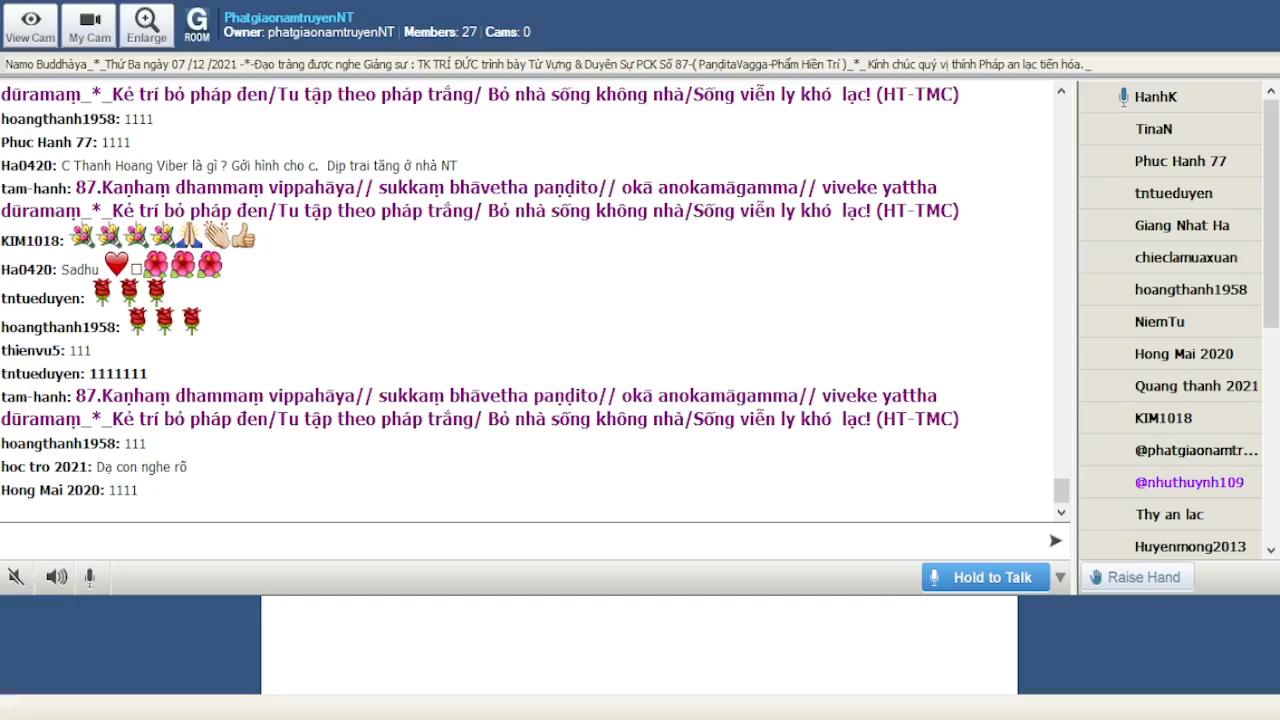 View Cam
My Cam
Enlarge
G
ROOM
PhatgiaonamtruyenNT
Owner: phatgiaonamtruyenNT | Members: 27 | Cams: 0
Namo Buddhàya_*_Thứ Ba ngày 07 /12 /2021 -*-Đạo tràng được nghe Giảng sư : TK TRÍ ĐỨC trình bày Từ Vựng & Duyên Sự PCK Số 87-( PaṇḍitaVagga-Phẩm Hiền Trí )_*_ Kính chúc quý vị thính Pháp an lạc tiến hóa._
dūramaṃ_*_Kẻ trí bỏ pháp đen/Tu tập theo pháp trắng/ Bỏ nhà sống không nhà/Sống viễn ly khó lạc! (HT-TMC)
hoangthanh1958: 1111
Phuc Hanh 77: 1111
Ha0420: C Thanh Hoang Viber là gì ? Gởi hình cho c. Dịp trai tăng ở nhà NT
tam-hanh: 87.Kaṇhaṃ dhammaṃ vippahāya// sukkaṃ bhāvetha paṇḍito// okā anokamāgamma// viveke yattha
dūramaṃ_*_Kẻ trí bỏ pháp đen/Tu tập theo pháp trắng/ Bỏ nhà sống không nhà/Sống viễn ly khó lạc! (HT-TMC)
KIM1018:
Ha0420: Sadhu
tntueduyen:
hoangthanh1958:
thienvu5: 111
tntueduyen: 1111111
tam-hanh: 87.Kaṇhaṃ dhammaṃ vippahāya// sukkaṃ bhāvetha paṇḍito// okā anokamāgamma// viveke yattha
dūramaṃ_*_Kẻ trí bỏ pháp đen/Tu tập theo pháp trắng/ Bỏ nhà sống không nhà/Sống viễn ly khó lạc! (HT-TMC)
hoangthanh1958: 111
hoc tro 2021: Dạ con nghe rõ
Hong Mai 2020: 1111
Hold to Talk
HanhK
TinaN
Phuc Hanh 77
tntueduyen
Giang Nhat Ha
chieclamuaxuan
hoangthanh1958
NiemTu
Hong Mai 2020
Quang thanh 2021
KIM1018
@phatgiaonamtr...
@nhuthuynh109
Thy an lac
Huyenmong2013
Raise Hand